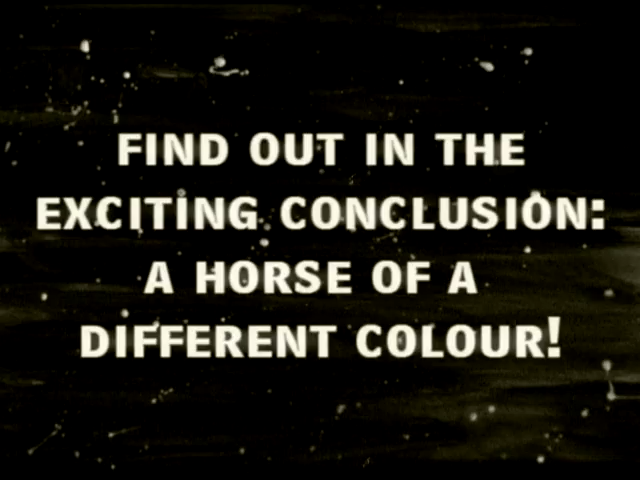 FIND OUT IN THE
EXCITING CONCLUSION:
A HORSE OF A
DIFFERENT COLOUR!